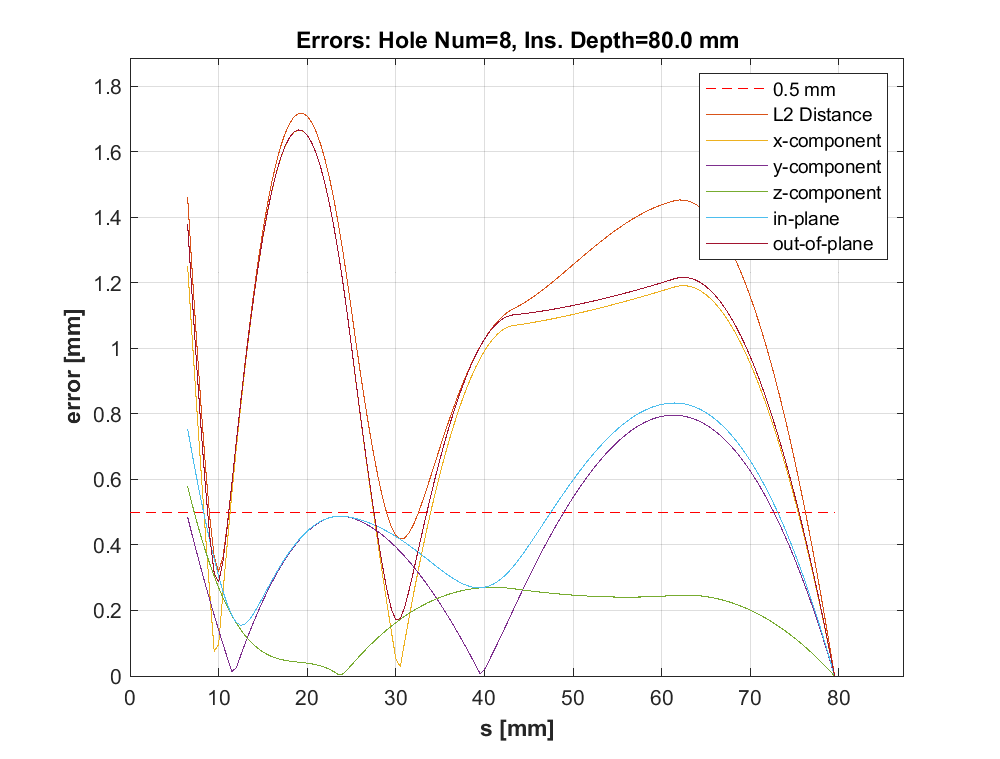 Errors: Hole Num=8, Ins. Depth=80.0 mm
0.5 mm
L2 Distance
x-component
y-component
z-component
in-plane
out-of-plane
1.8
1.6
1.4
1.2
1
0.8
0.6
0.4
0.2
0
error [mm]
0 10 20 30 40 50 60 70 80
s [mm]